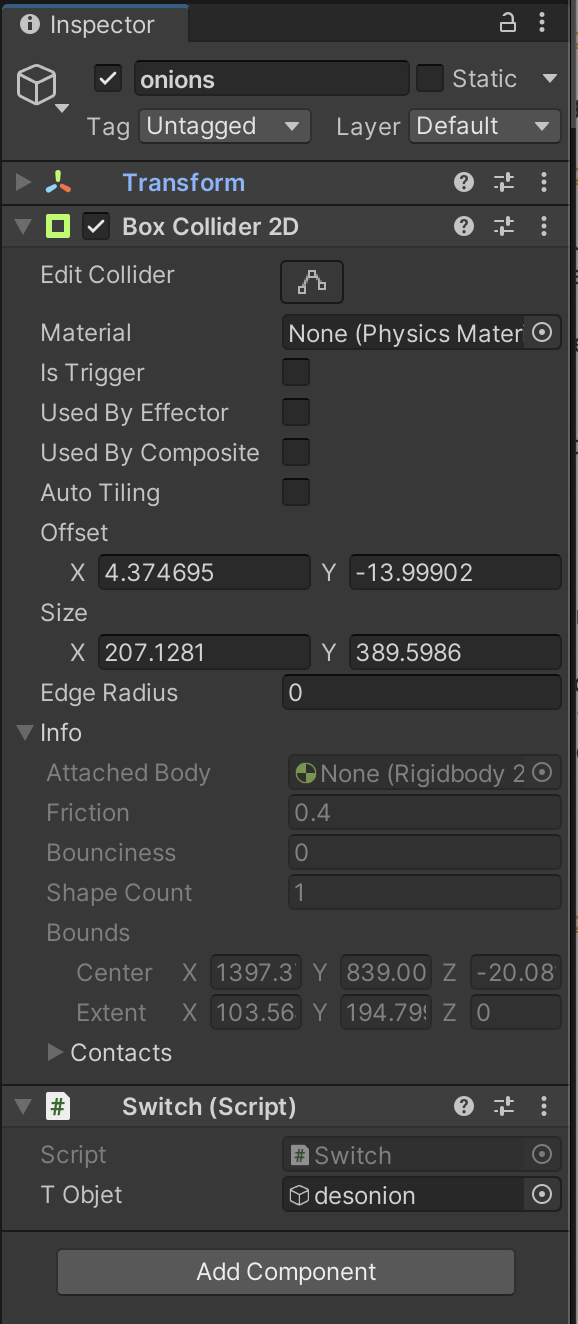 Inspector
onions Static
Tag Untagged Layer Default
Transform
Box Collider 2D
Edit Collider
Material None (Physics Mater
Is Trigger
Used By Effector
Used By Composite
Auto Tiling
Offset
X 4.374695 Y -13.99902
Size
X 207.1281 Y 389.5986
Edge Radius 0
Info
Attached Body None (Rigidbody 2
Friction 0.4
Bounciness 0
Shape Count 1
Bounds
Center X 1397.3 Y 839.00 Z -20.08
Extent X 103.56 Y 194.799 Z 0
Contacts
# Switch (Script)
Script # Switch
T Objet desonion
Add Component